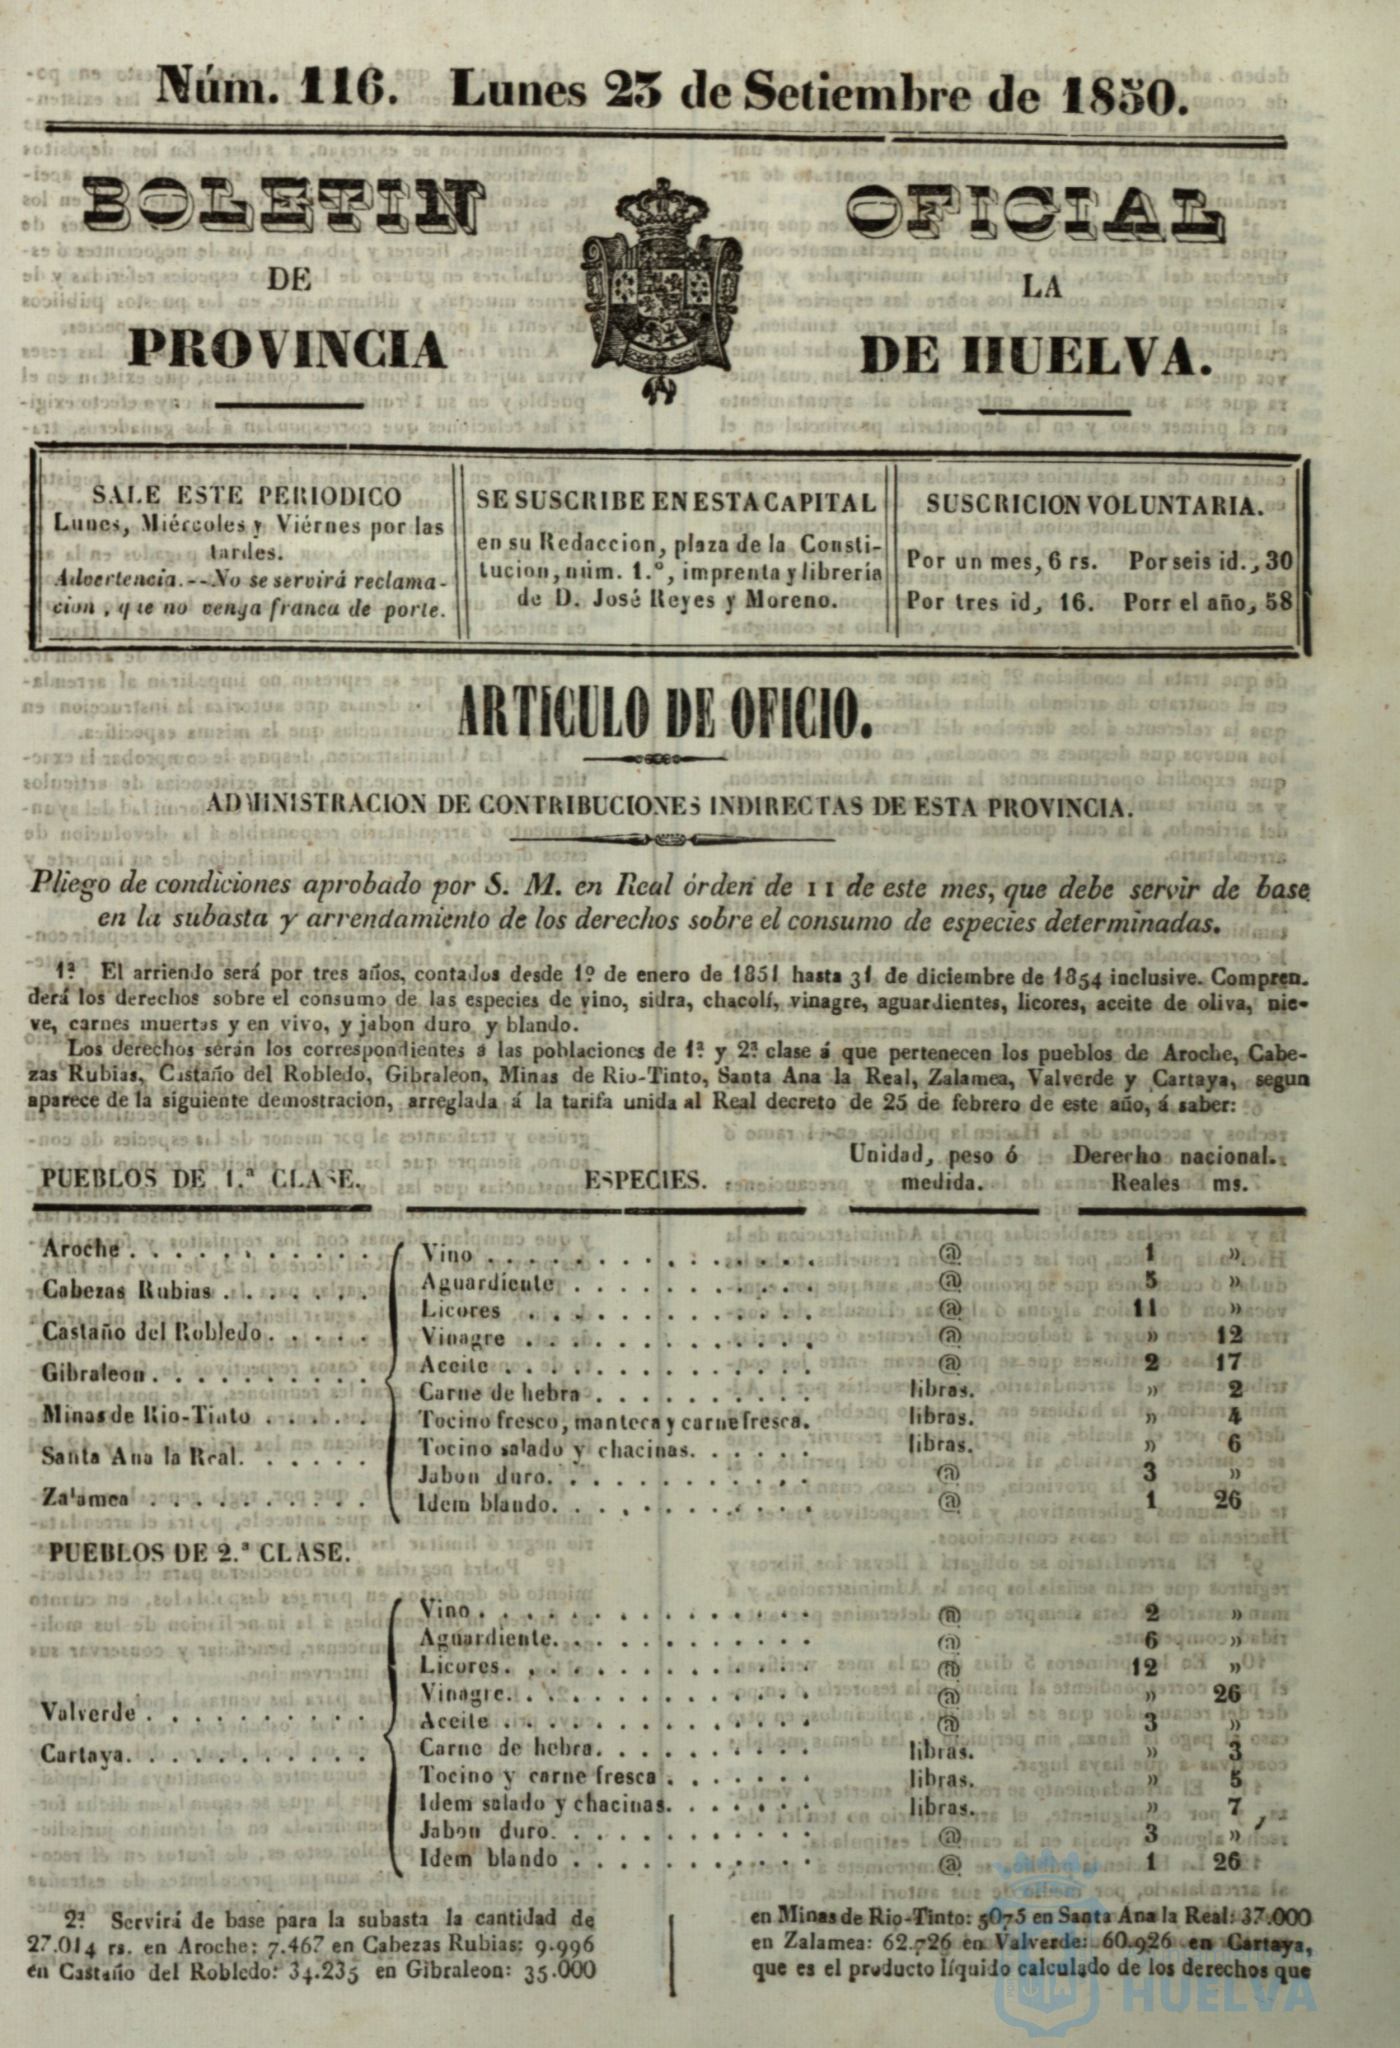 Núm. 116. Lunes 23 de Setiembre de 1850.
BOLETIN OFICIAL
DE LA
PROVINCIA DE HUELVA.
SALE ESTE PERIODICO
Lunes, Miércoles y Viérnes por las
tardes.
Advertencia.--No se servirá reclama-
cion, que no venga franca de porte.
SE SUSCRIBE EN ESTA CAPITAL
en su Redaccion, plaza de la Consti-
tucion, núm. 1.º, imprenta y librería
de D. José Reyes y Moreno.
SUSCRICION VOLUNTARIA.
Por un mes, 6 rs. Por seis id., 30
Por tres id, 16. Porr el año, 58
ARTICULO DE OFICIO.
ADMINISTRACION DE CONTRIBUCIONES INDIRECTAS DE ESTA PROVINCIA.
Pliego de condiciones aprobado por S. M. en Real órden de 11 de este mes, que debe servir de base
en la subasta y arrendamiento de los derechos sobre el consumo de especies determinadas.
1ª El arriendo será por tres años, contados desde 1º de enero de 1851 hasta 31 de diciembre de 1854 inclusive. Compren.
derá los derechos sobre el consumo de las especies de vino, sidra, chacolí, vinagre, aguardientes, licores, aceite de oliva, nie-
ve, carnes muertas y en vivo, y jabon duro y blando.
Los derechos serán los correspondientes á las poblaciones de 1ª y 2ª clase á que pertenecen los pueblos de Aroche, Cabe-
zas Rubias, Castaño del Robledo, Gibraleon, Minas de Rio-Tinto, Santa Ana la Real, Zalamea, Valverde y Cartaya, segun
aparece de la siguiente demostracion, arreglada á la tarifa unida al Real decreto de 25 de febrero de este año, á saber:
PUEBLOS DE 1.ª CLASE. ESPECIES. Unidad, peso ó medida. Derecho nacional. Reales ms.
Aroche . . . . . . . . . . .
Cabezas Rubias . . . . . . .
Castaño del Robledo . . . . .
Gibraleon . . . . . . . . . .
Minas de Rio-Tinto . . . . .
Santa Ana la Real. . . . . .
Zalamea . . . . . . . . . .
Vino . . . . . . . . . . . . . . @ 1 »
Aguardiente . . . . . . . . . . . @ 5 »
Licores . . . . . . . . . . . . . @ 11 »
Vinagre . . . . . . . . . . . . . @ » 12
Aceite . . . . . . . . . . . . . @ 2 17
Carne de hebra . . . . . . . . . . libras. » 2
Tocino fresco, manteca y carne fresca. libras. » 4
Tocino salado y chacinas. . . . . . libras. » 6
Jabon duro. . . . . . . . . . . . @ 3 »
Idem blando. . . . . . . . . . . . @ 1 26
PUEBLOS DE 2.ª CLASE.
Valverde . . . . . . . . . .
Cartaya. . . . . . . . . . .
Vino . . . . . . . . . . . . . . @ 2 »
Aguardiente. . . . . . . . . . . . @ 6 »
Licores. . . . . . . . . . . . . . @ 12 »
Vinagre. . . . . . . . . . . . . . @ » 26
Aceite . . . . . . . . . . . . . @ 3 »
Carne de hebra. . . . . . . . . . libras. » 3
Tocino y carne fresca . . . . . . . libras. » 5
Idem salado y chacinas. . . . . . . libras. » 7
Jabon duro. . . . . . . . . . . . @ 3 »
Idem blando . . . . . . . . . . . @ 1 26
2ª Servirá de base para la subasta la cantidad de
27.014 rs. en Aroche: 7.467 en Cabezas Rubias: 9.996
en Castaño del Robledo: 34.235 en Gibraleon: 35.000
en Minas de Rio-Tinto: 5075 en Santa Ana la Real: 37.000
en Zalamea: 62.726 en Valverde: 60.926 en Cartaya,
que es el producto líquido calculado de los derechos que
HUELVA